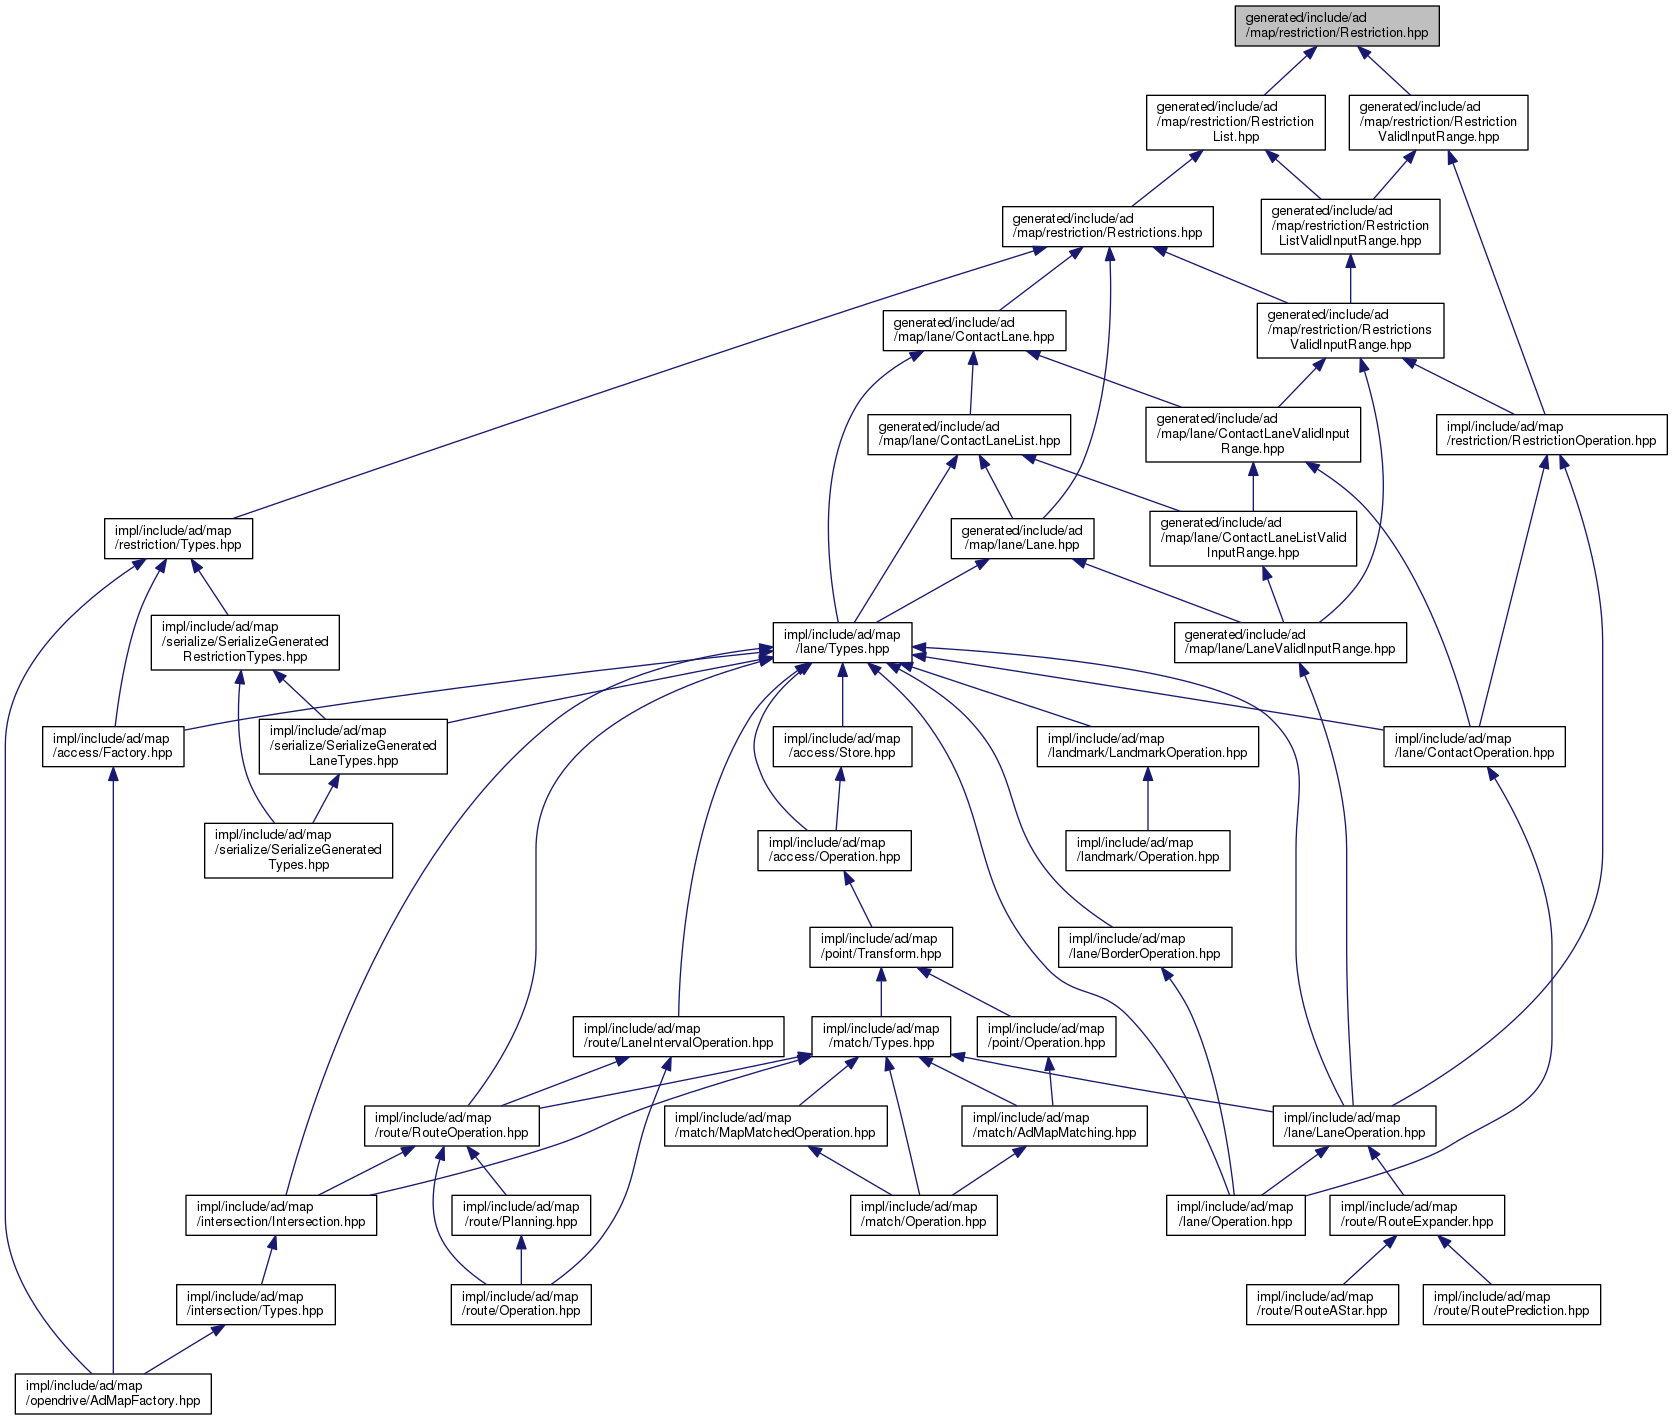 generated/include/ad
/map/restriction/Restriction.hpp
generated/include/ad
/map/restriction/Restriction
List.hpp
generated/include/ad
/map/restriction/Restriction
ValidInputRange.hpp
generated/include/ad
/map/restriction/Restrictions.hpp
generated/include/ad
/map/restriction/Restriction
ListValidInputRange.hpp
generated/include/ad
/map/lane/ContactLane.hpp
generated/include/ad
/map/restriction/Restrictions
ValidInputRange.hpp
generated/include/ad
/map/lane/ContactLaneList.hpp
generated/include/ad
/map/lane/ContactLaneValidInput
Range.hpp
impl/include/ad/map
/restriction/RestrictionOperation.hpp
impl/include/ad/map
/restriction/Types.hpp
generated/include/ad
/map/lane/Lane.hpp
generated/include/ad
/map/lane/ContactLaneListValid
InputRange.hpp
impl/include/ad/map
/serialize/SerializeGenerated
RestrictionTypes.hpp
impl/include/ad/map
/lane/Types.hpp
generated/include/ad
/map/lane/LaneValidInputRange.hpp
impl/include/ad/map
/access/Factory.hpp
impl/include/ad/map
/serialize/SerializeGenerated
LaneTypes.hpp
impl/include/ad/map
/access/Store.hpp
impl/include/ad/map
/landmark/LandmarkOperation.hpp
impl/include/ad/map
/lane/ContactOperation.hpp
impl/include/ad/map
/serialize/SerializeGenerated
Types.hpp
impl/include/ad/map
/access/Operation.hpp
impl/include/ad/map
/landmark/Operation.hpp
impl/include/ad/map
/point/Transform.hpp
impl/include/ad/map
/lane/BorderOperation.hpp
impl/include/ad/map
/route/LaneIntervalOperation.hpp
impl/include/ad/map
/match/Types.hpp
impl/include/ad/map
/point/Operation.hpp
impl/include/ad/map
/route/RouteOperation.hpp
impl/include/ad/map
/match/MapMatchedOperation.hpp
impl/include/ad/map
/match/AdMapMatching.hpp
impl/include/ad/map
/lane/LaneOperation.hpp
impl/include/ad/map
/intersection/Intersection.hpp
impl/include/ad/map
/route/Planning.hpp
impl/include/ad/map
/match/Operation.hpp
impl/include/ad/map
/lane/Operation.hpp
impl/include/ad/map
/route/RouteExpander.hpp
impl/include/ad/map
/intersection/Types.hpp
impl/include/ad/map
/route/Operation.hpp
impl/include/ad/map
/route/RouteAStar.hpp
impl/include/ad/map
/route/RoutePrediction.hpp
impl/include/ad/map
/opendrive/AdMapFactory.hpp